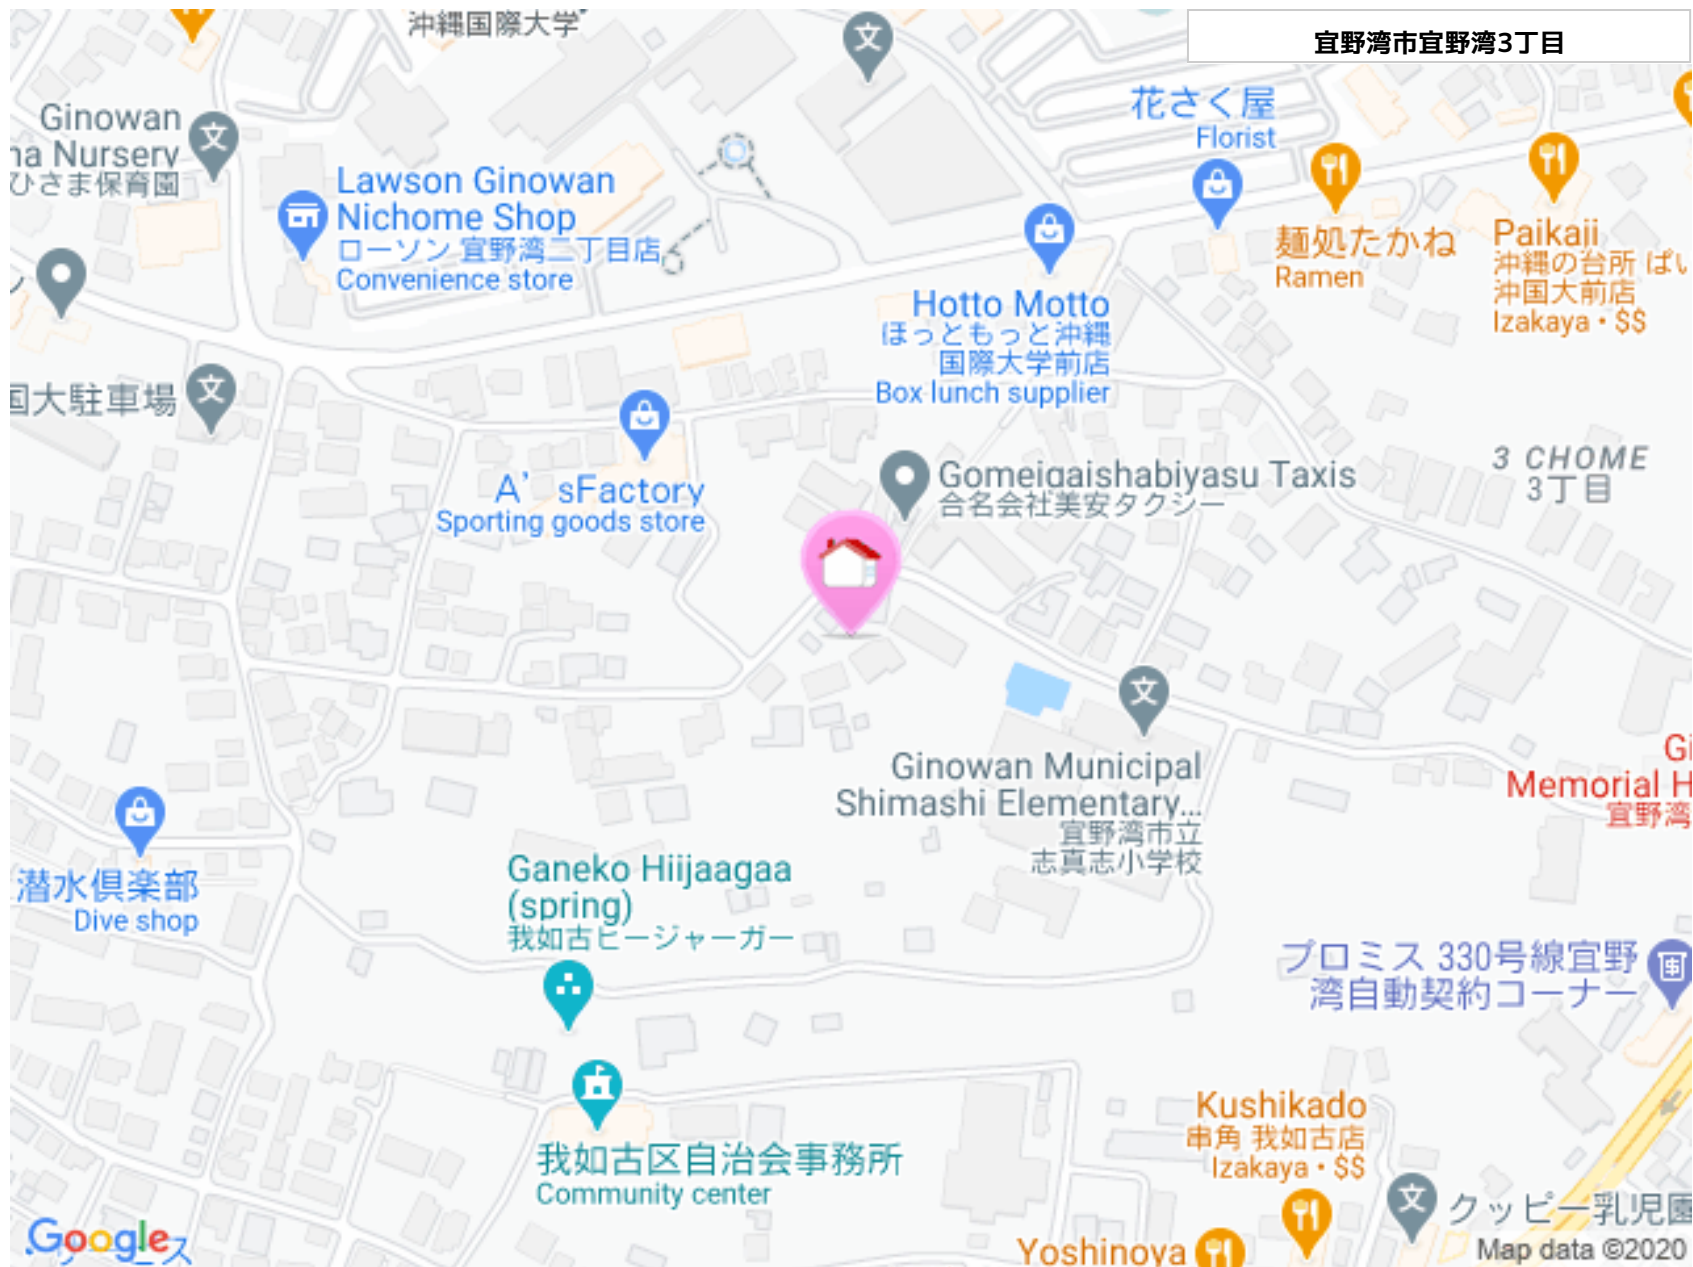 沖縄国際大学
宜野湾市宜野湾3丁目
Ginowan
na Nursery
ひさま保育園
Lawson Ginowan
Nichome Shop
ローソン 宜野湾二丁目店
Convenience store
花さく屋
Florist
麺処たかね
Ramen
Paikaji
沖縄の台所 ぱい
沖国大前店
Izakaya • $$
Hotto Motto
ほっともっと沖縄
国際大学前店
Box lunch supplier
国大駐車場
A’sFactory
Sporting goods store
Gomeigaishabiyasu Taxis
合名会社美安タクシー
3 CHOME
3丁目
Ginowan Municipal
Shimashi Elementary...
宜野湾市立
志真志小学校
Gi
Memorial H
宜野湾
潜水倶楽部
Dive shop
Ganeko Hiijaagaa
(spring)
我如古ヒージャーガー
プロミス 330号線宜野
湾自動契約コーナー
我如古区自治会事務所
Community center
Kushikado
串角 我如古店
Izakaya • $$
クッピー乳児園
Yoshinoya
Google
Map data ©2020